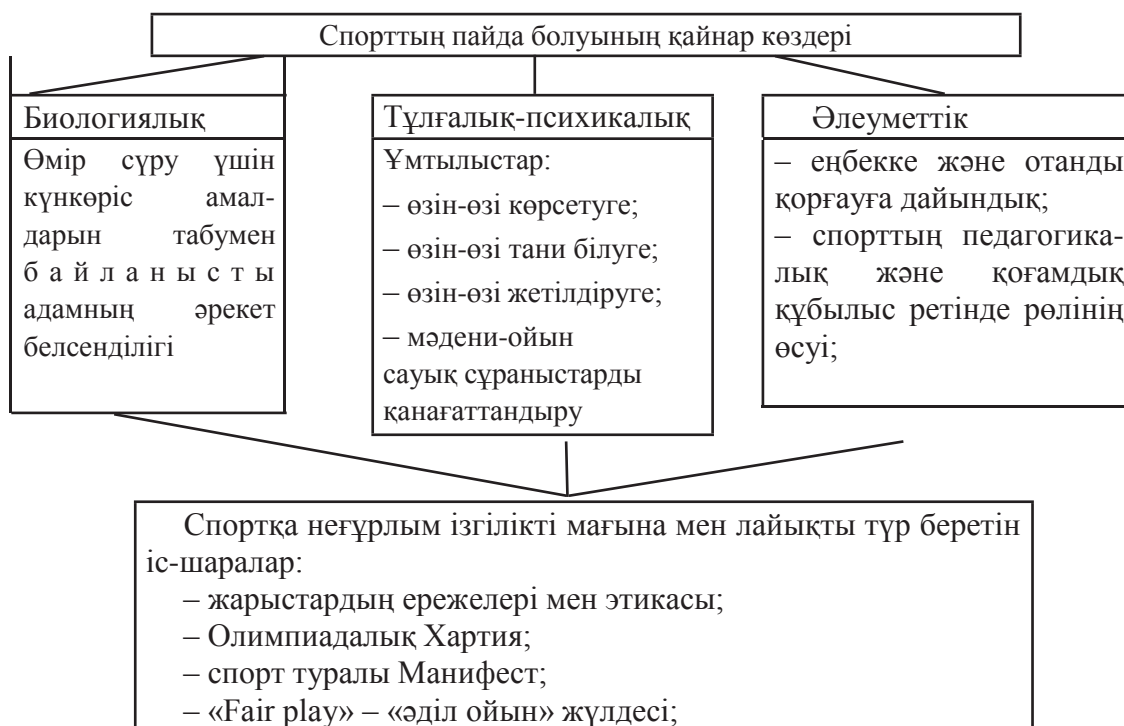 Спорттың пайда болуының қайнар көздері
Биологиялық
Өмір сүру үшін
күнкөріс амал-
дарын табумен
байланысты
адамның әрекет
белсенділігі
Тұлғалық-психикалық
Ұмтылыстар:
– өзін-өзі көрсетуге;
– өзін-өзі тани білуге;
– өзін-өзі жетілдіруге;
– мәдени-ойын
сауық сұраныстарды
қанағаттандыру
Әлеуметтік
– еңбекке және отанды
қорғауға дайындық;
– спорттың педагогика-
лық және қоғамдық
құбылыс ретінде рөлінің
өсуі;
Спортқа неғұрлым ізгілікті мағына мен лайықты түр беретін
іс-шаралар:
– жарыстардың ережелері мен этикасы;
– Олимпиадалық Хартия;
– спорт туралы Манифест;
– «Fair play» – «әділ ойын» жүлдесі;